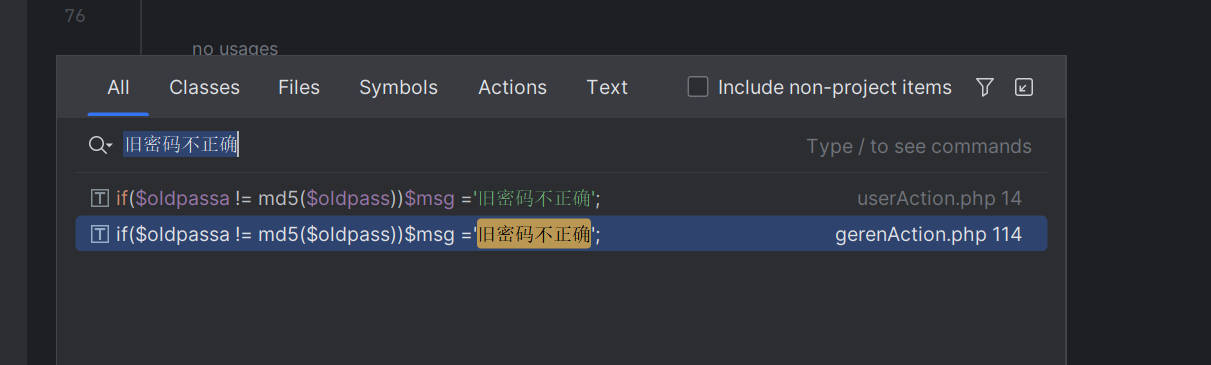 76
no usages
All Classes Files Symbols Actions Text Include non-project items
旧密码不正确 Type / to see commands
if($oldpassa != md5($oldpass))$msg ='旧密码不正确'; userAction.php 14
if($oldpassa != md5($oldpass))$msg ='旧密码不正确'; gerenAction.php 114